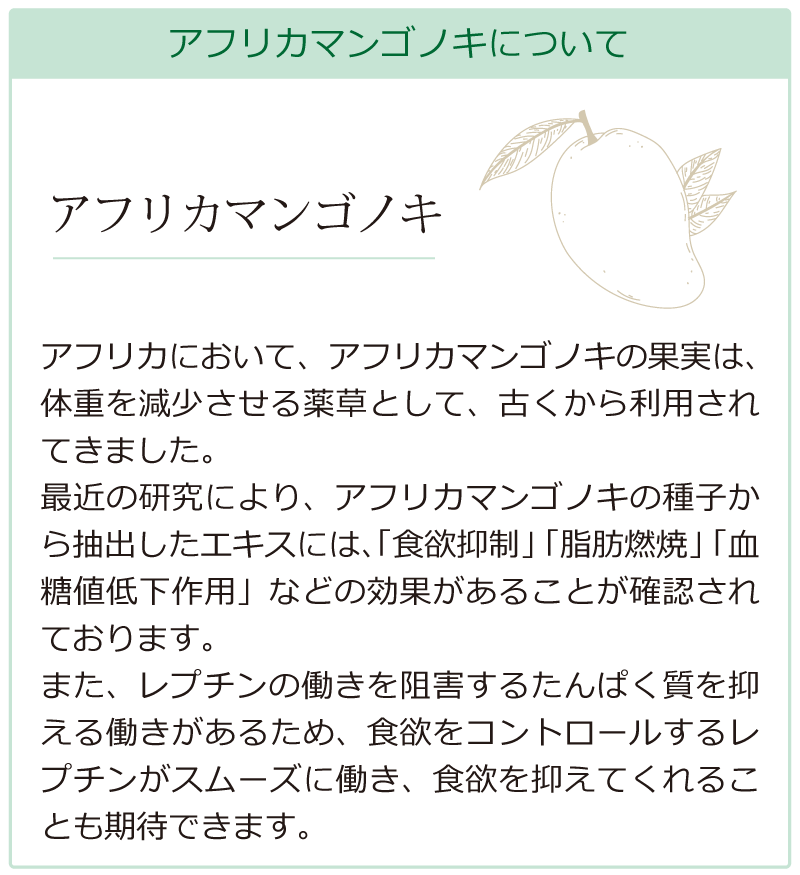 アフリカマンゴノキについて
アフリカマンゴノキ
アフリカにおいて、アフリカマンゴノキの果実は、
体重を減少させる薬草として、古くから利用され
てきました。
最近の研究により、アフリカマンゴノキの種子か
ら抽出したエキスには、「食欲抑制」「脂肪燃焼」「血
糖値低下作用」などの効果があることが確認され
ております。
また、レプチンの働きを阻害するたんぱく質を抑
える働きがあるため、食欲をコントロールするレ
プチンがスムーズに働き、食欲を抑えてくれるこ
とも期待できます。